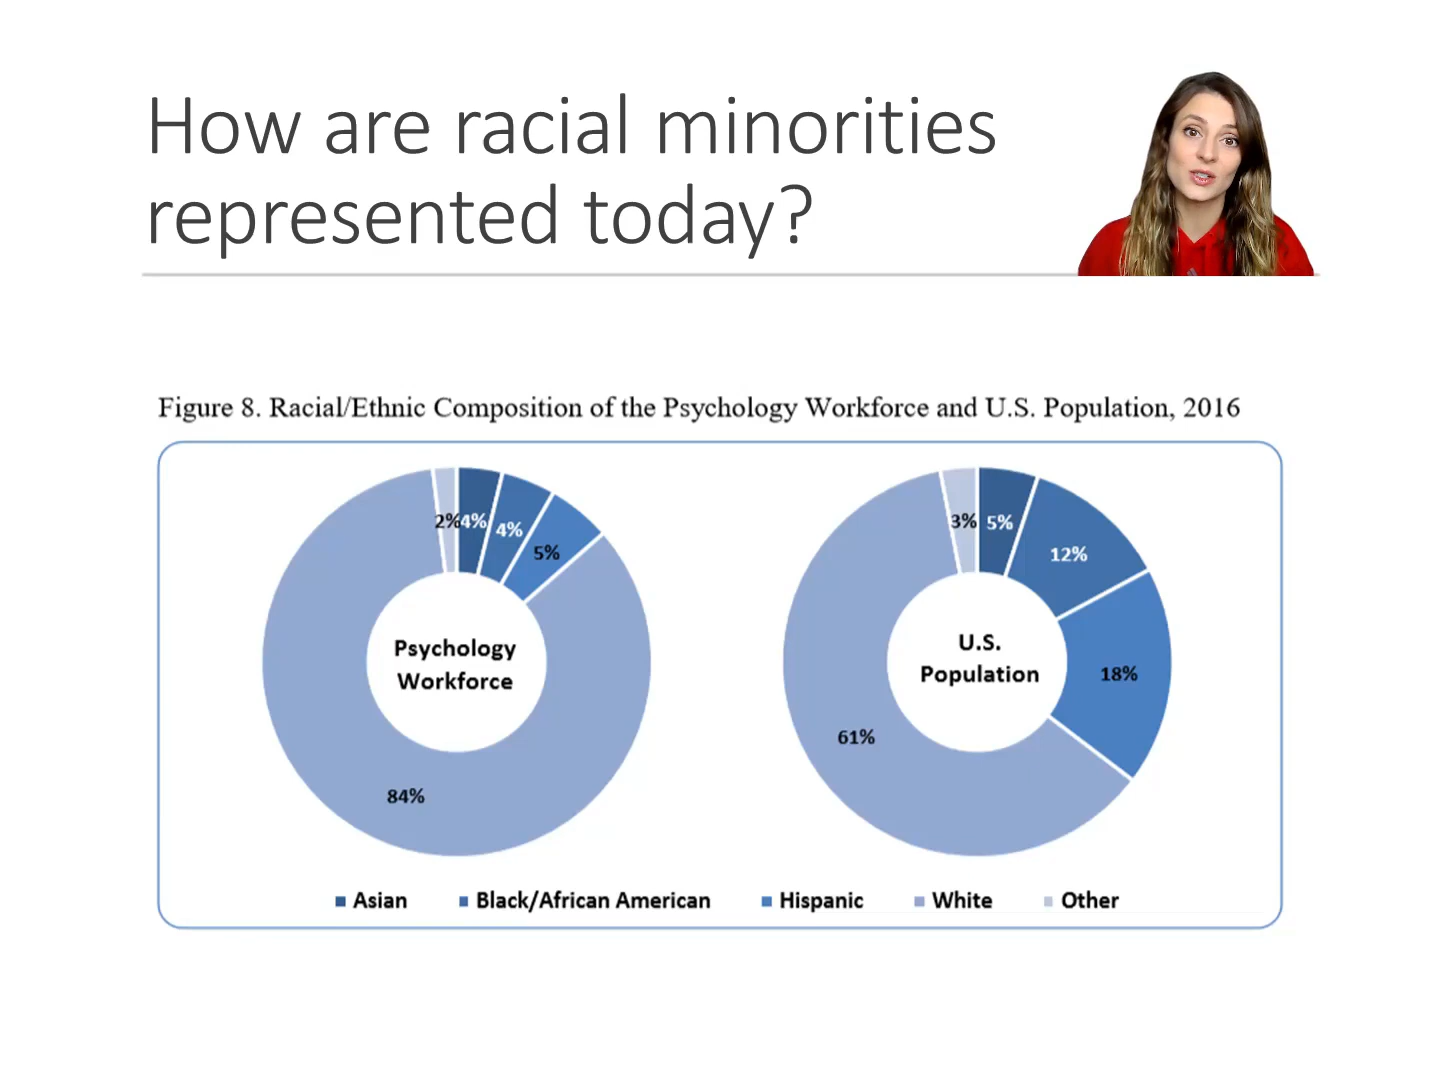 How are racial minorities
represented today?
Figure 8. Racial/Ethnic Composition of the Psychology Workforce and U.S. Population, 2016
2% 4% 4% 5%
Psychology
Workforce
84%
3% 5% 12%
U.S.
Population
18%
61%
Asian Black/African American Hispanic White Other